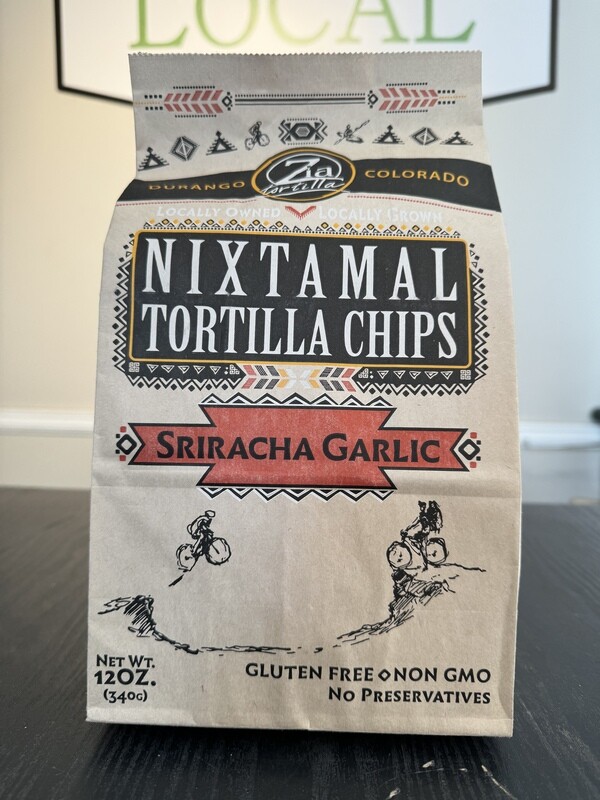 LOCAL
DURANGO Zia tortilla COLORADO
LOCALLY OWNED LOCALLY GROWN
NIXTAMAL
TORTILLA CHIPS
SRIRACHA GARLIC
NET WT.
12OZ.
(340G)
GLUTEN FREE ◇ NON GMO
NO PRESERVATIVES